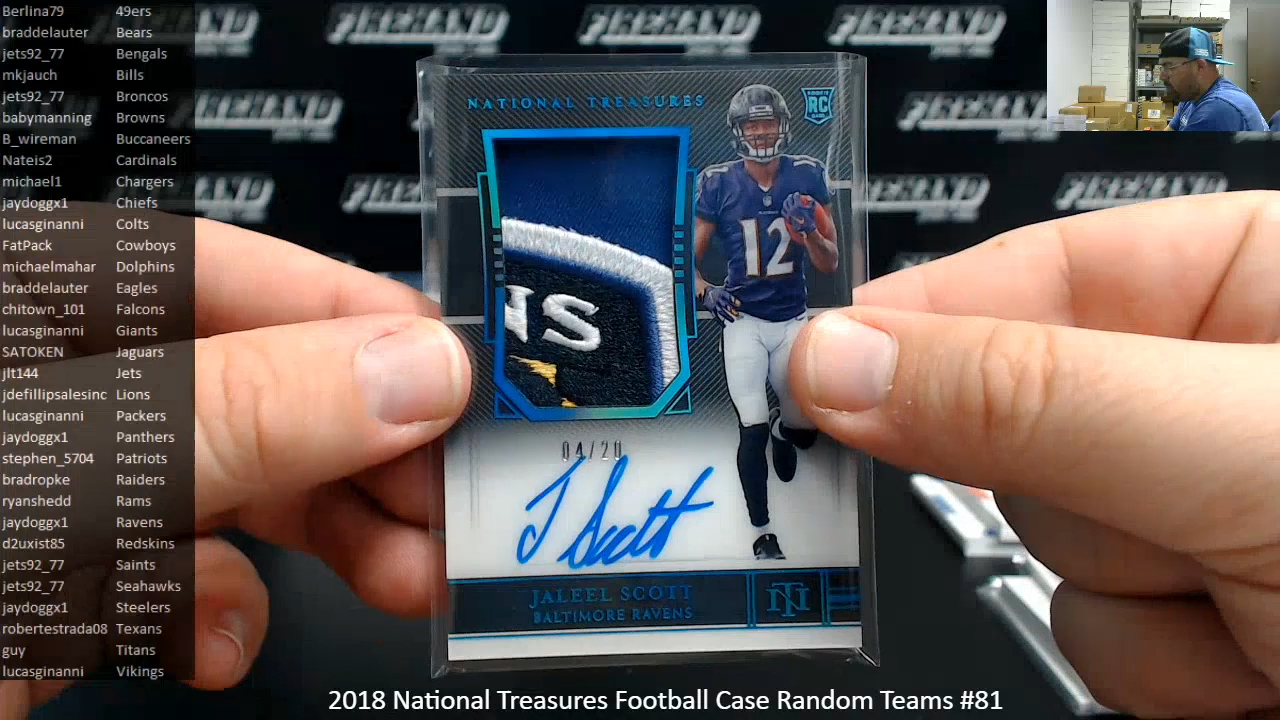 Berlina79 49ers
braddelauter Bears
jets92_77 Bengals
mkjauch Bills
jets92_77 Broncos
babymanning Browns
B_wireman Buccaneers
Nateis2 Cardinals
michael1 Chargers
jaydoggx1 Chiefs
lucasginanni Colts
FatPack Cowboys
michaelmahar Dolphins
braddelauter Eagles
chitown_101 Falcons
lucasginanni Giants
SATOKEN Jaguars
jlt144 Jets
jdefillipsalesinc Lions
lucasginanni Packers
jaydoggx1 Panthers
stephen_5704 Patriots
bradropke Raiders
ryanshedd Rams
jaydoggx1 Ravens
d2uxist85 Redskins
jets92_77 Saints
jets92_77 Seahawks
jaydoggx1 Steelers
robertestrada08 Texans
guy Titans
lucasginanni Vikings
FIREHAND
NATIONAL TREASURES
ROOKIE
RC
12
NS
04/20
J Scott
JALEEL SCOTT
BALTIMORE RAVENS
NT
2018 National Treasures Football Case Random Teams #81